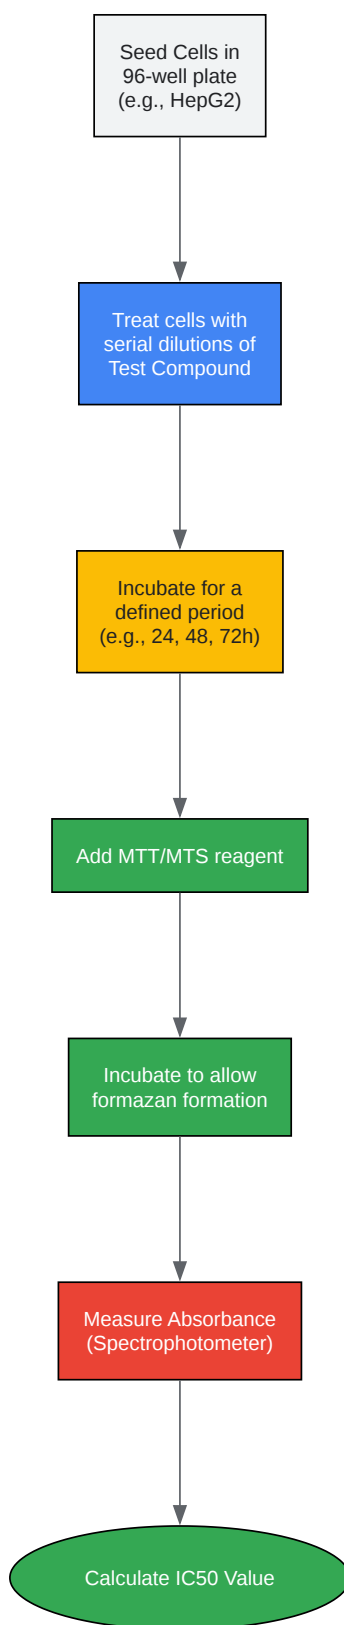 Seed Cells in
96-well plate
(e.g., HepG2)
Treat cells with
serial dilutions of
Test Compound
Incubate for a
defined period
(e.g., 24, 48, 72h)
Add MTT/MTS reagent
Incubate to allow
formazan formation
Measure Absorbance
(Spectrophotometer)
Calculate IC50 Value